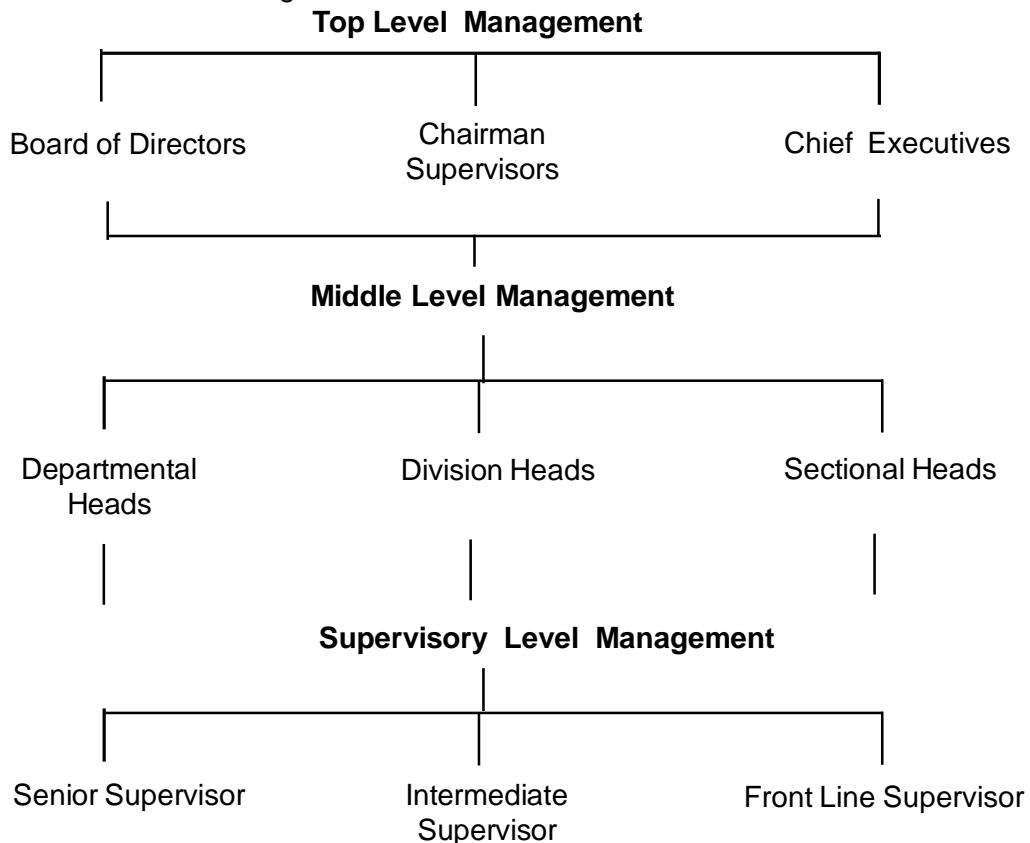 Top Level Management
Board of Directors
Chairman
Supervisors
Chief Executives
Middle Level Management
Departmental
Heads
Division Heads
Sectional Heads
Supervisory Level Management
Senior Supervisor
Intermediate
Supervisor
Front Line Supervisor